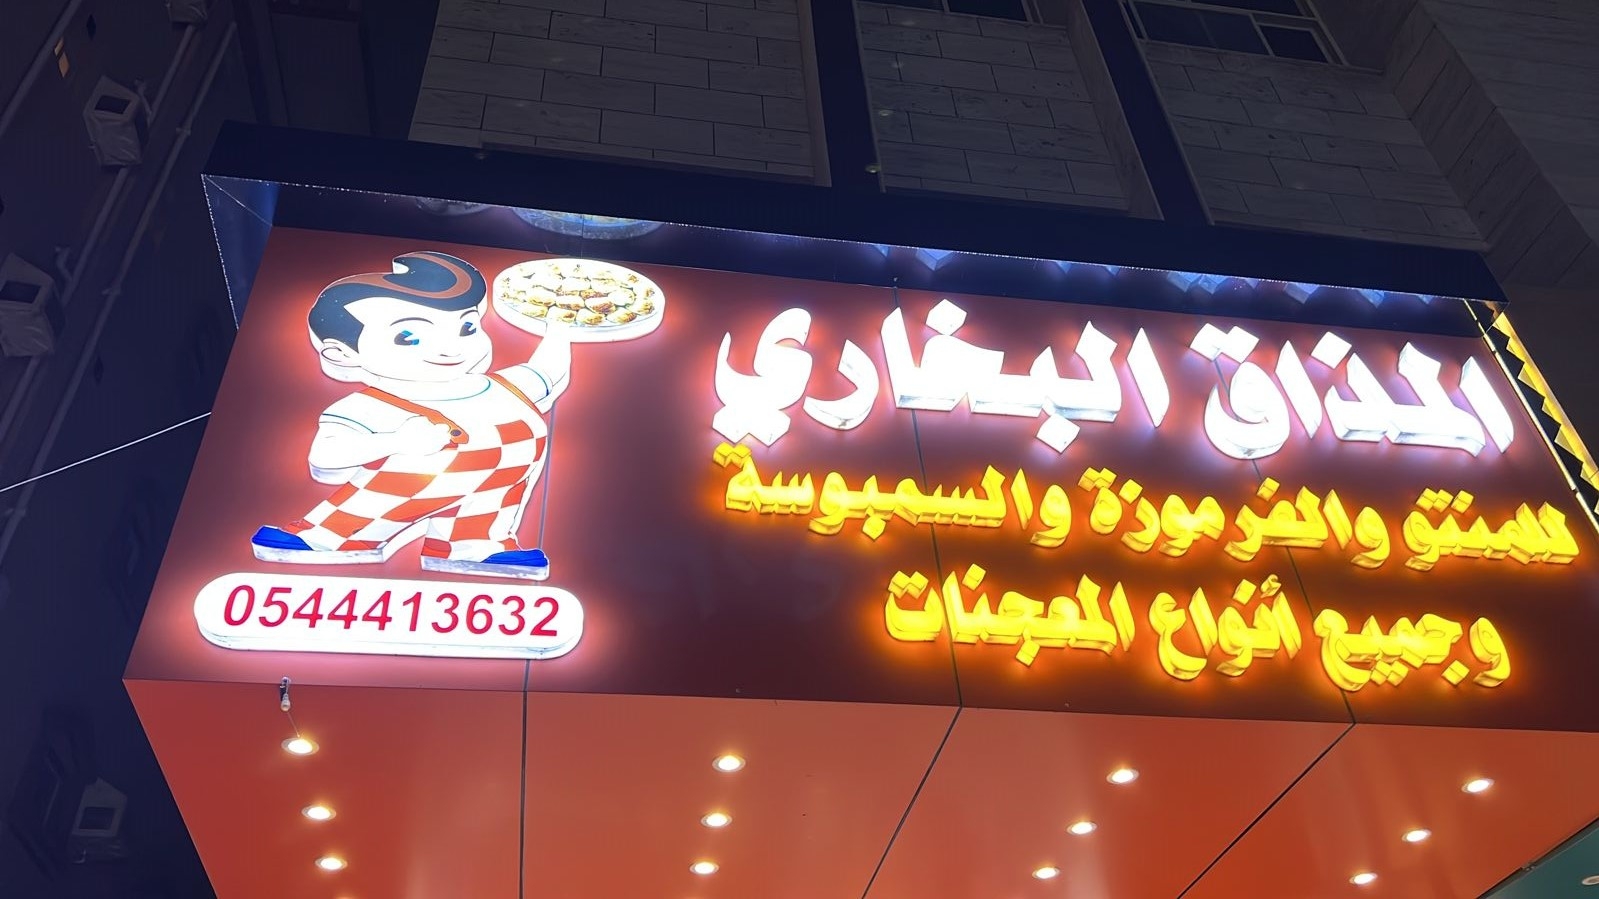 المذاق البخاري
للمنتو والفرموزة والسمبوسة
وجميع أنواع المعجنات
0544413632